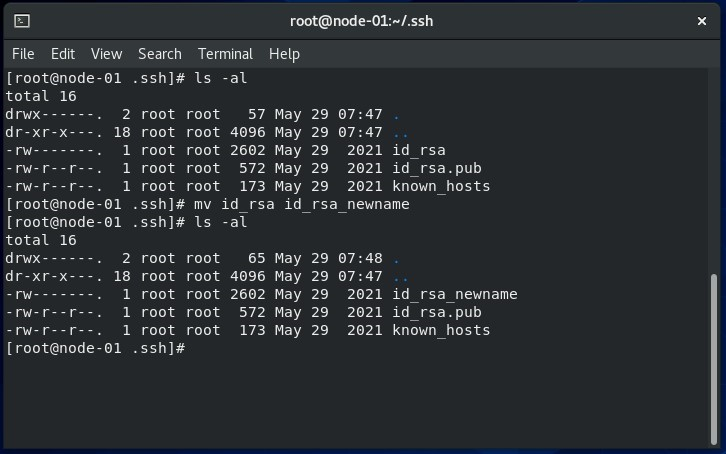 root@node-01:~/.ssh
×
File Edit View Search Terminal Help
[root@node-01 .ssh]# ls -al
total 16
drwx------.  2 root root   57 May 29 07:47 .
dr-xr-x---. 18 root root 4096 May 29 07:47 ..
-rw-------.  1 root root 2602 May 29  2021 id_rsa
-rw-r--r--.  1 root root  572 May 29  2021 id_rsa.pub
-rw-r--r--.  1 root root  173 May 29  2021 known_hosts
[root@node-01 .ssh]# mv id_rsa id_rsa_newname
[root@node-01 .ssh]# ls -al
total 16
drwx------.  2 root root   65 May 29 07:48 .
dr-xr-x---. 18 root root 4096 May 29 07:47 ..
-rw-------.  1 root root 2602 May 29  2021 id_rsa_newname
-rw-r--r--.  1 root root  572 May 29  2021 id_rsa.pub
-rw-r--r--.  1 root root  173 May 29  2021 known_hosts
[root@node-01 .ssh]#